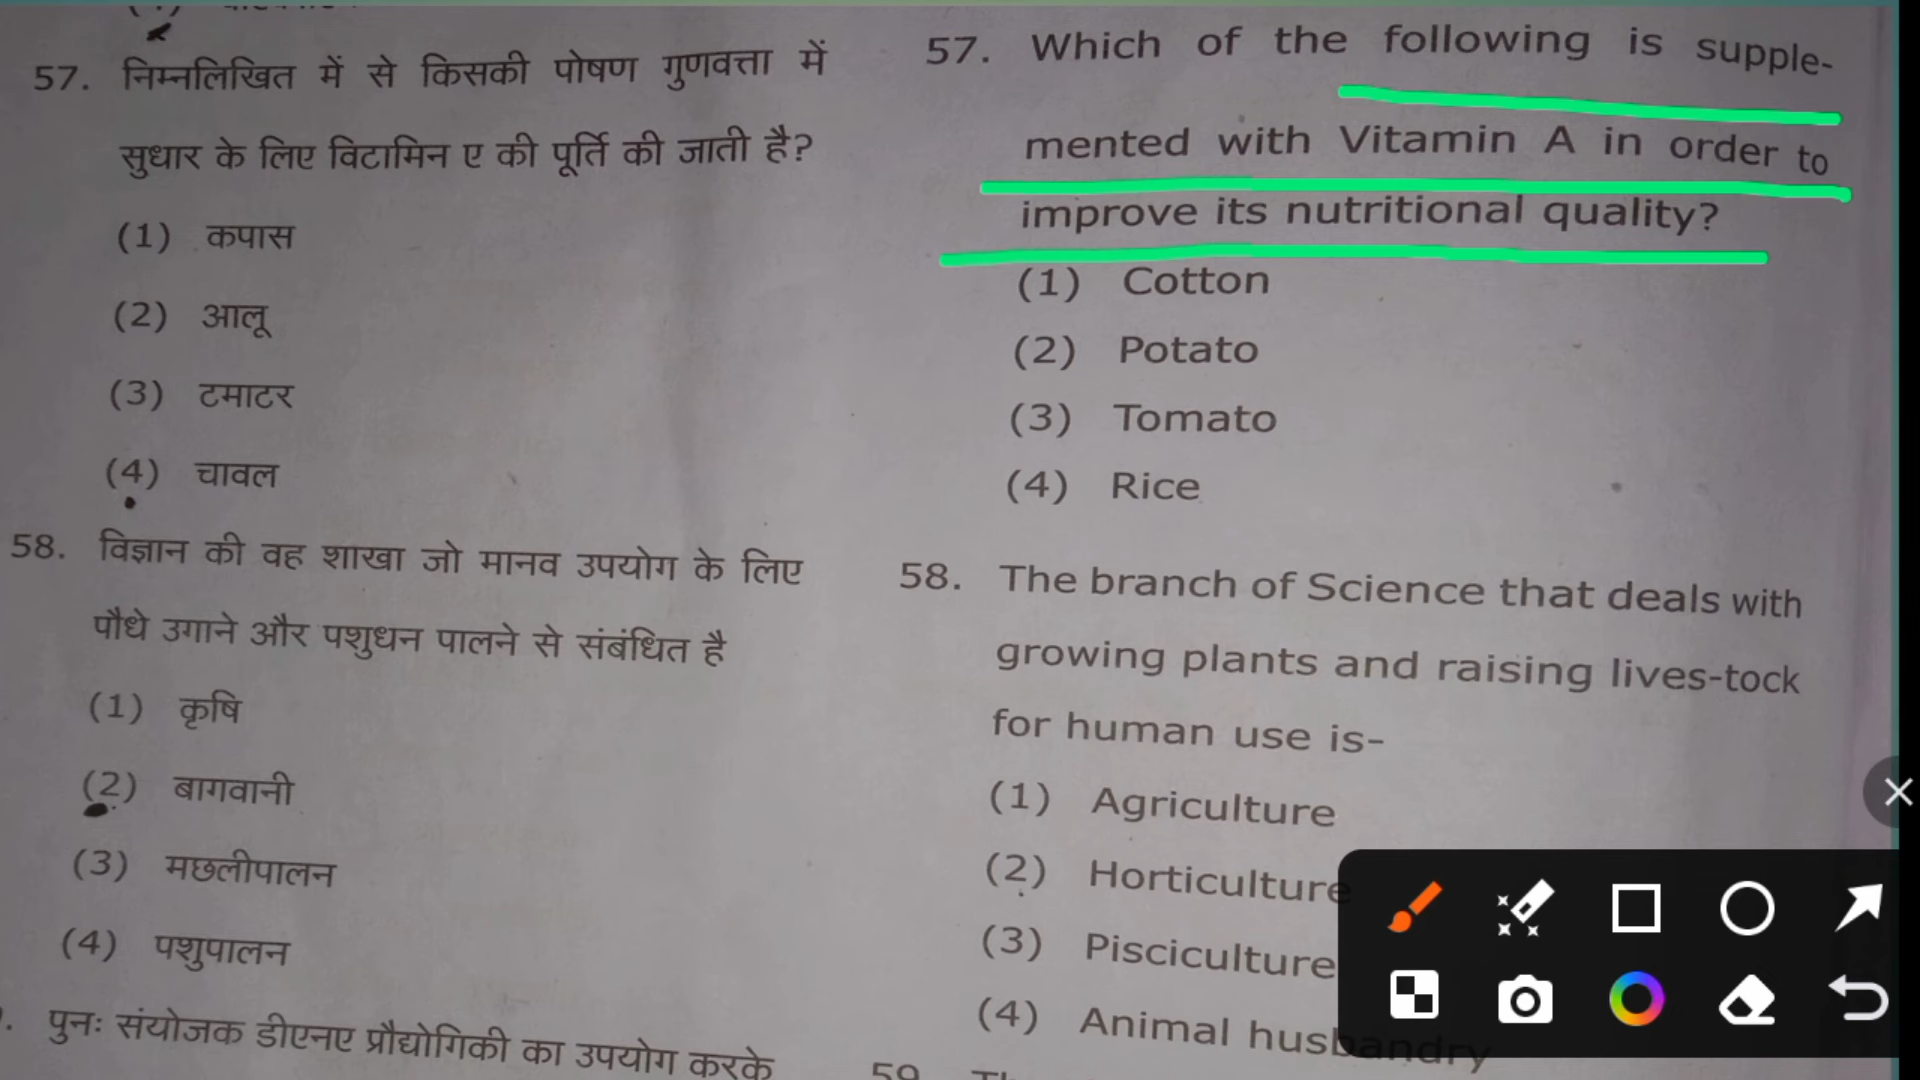 57. निम्नलिखित में से किसकी पोषण गुणवत्ता में
सुधार के लिए विटामिन ए की पूर्ति की जाती है?
(1) कपास
(2) आलू
(3) टमाटर
(4) चावल
58. विज्ञान की वह शाखा जो मानव उपयोग के लिए
पौधे उगाने और पशुधन पालने से संबंधित है
(1) कृषि
(2) बागवानी
(3) मछलीपालन
(4) पशुपालन
पुनः संयोजक डीएनए प्रौद्योगिकी का उपयोग करके
57. Which of the following is supple-
mented with Vitamin A in order to
improve its nutritional quality?
(1) Cotton
(2) Potato
(3) Tomato
(4) Rice
58. The branch of Science that deals with
growing plants and raising lives-tock
for human use is-
(1) Agriculture
(2) Horticulture
(3) Pisciculture
(4) Animal husbandry
59.